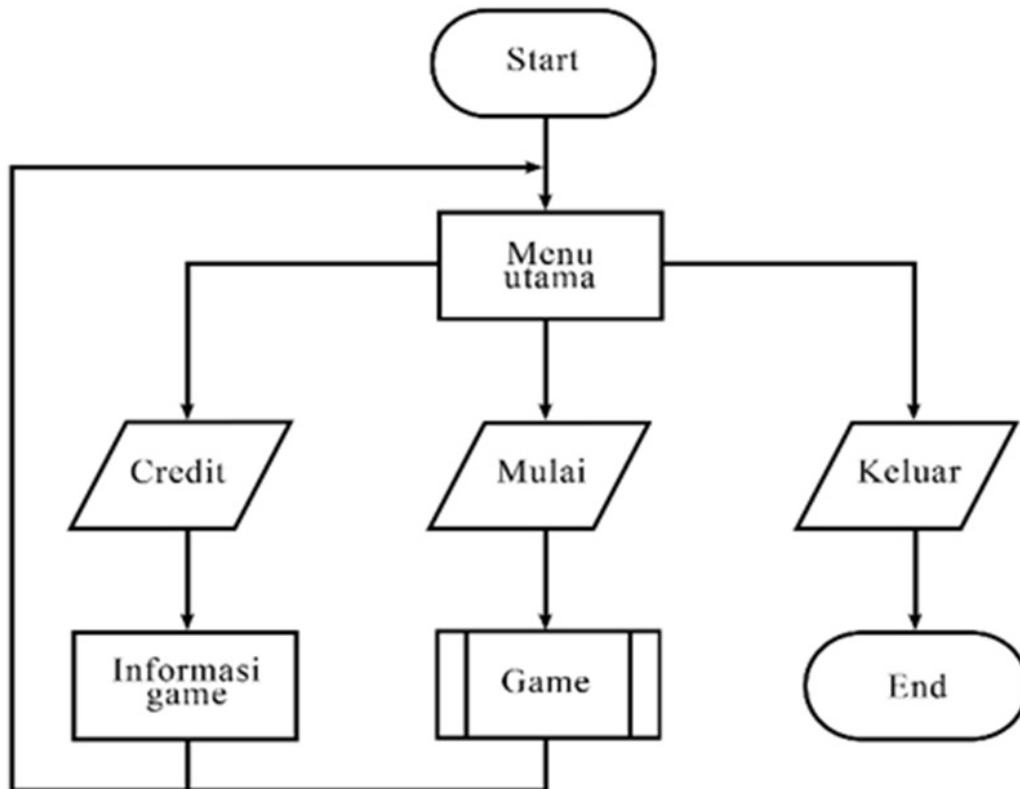 Start
Menu
utama
Credit
Mulai
Keluar
Informasi
game
Game
End